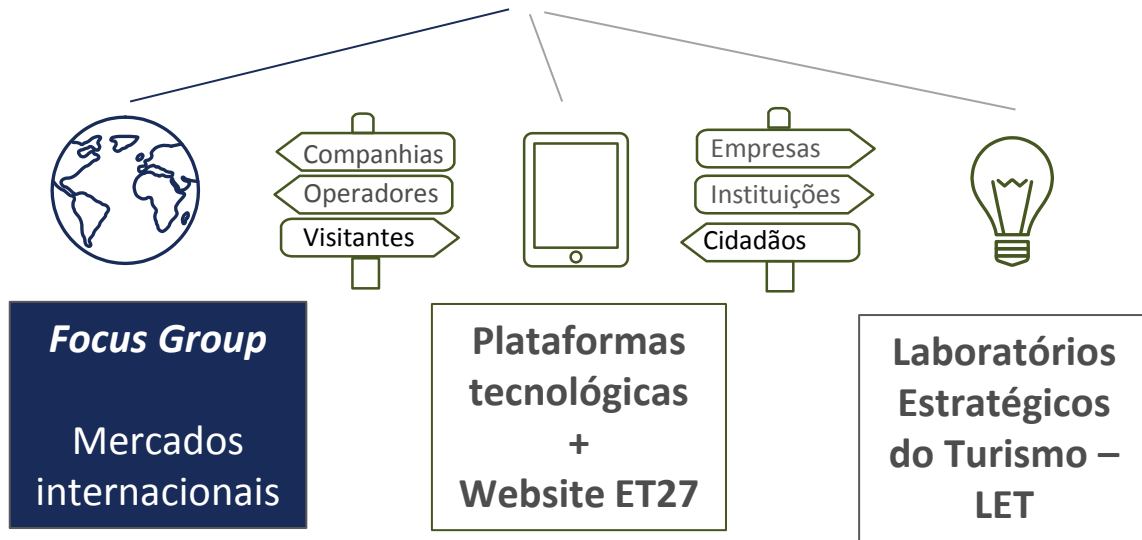 Companhias
Operadores
Visitantes
Empresas
Instituições
Cidadãos
Focus Group
Mercados
internacionais
Plataformas
tecnológicas
+
Website ET27
Laboratórios
Estratégicos
do Turismo –
LET